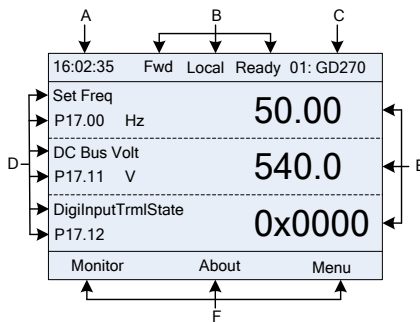 A B C
16:02:35 Fwd Local Ready 01: GD270
Set Freq
P17.00 Hz 50.00
DC Bus Volt
P17.11 V 540.0
DigiInputTrmlState
P17.12 0x0000
D
Monitor About Menu
F